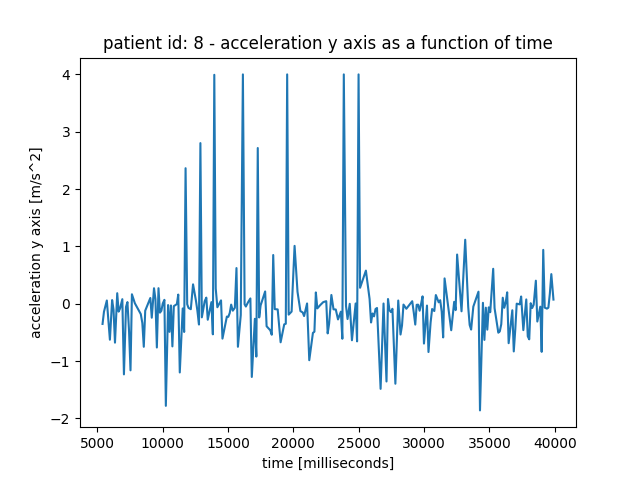 patient id: 8 - acceleration y axis as a function of time
acceleration y axis [m/s^2]
4
3
2
1
0
−1
−2
5000 10000 15000 20000 25000 30000 35000 40000
time [milliseconds]